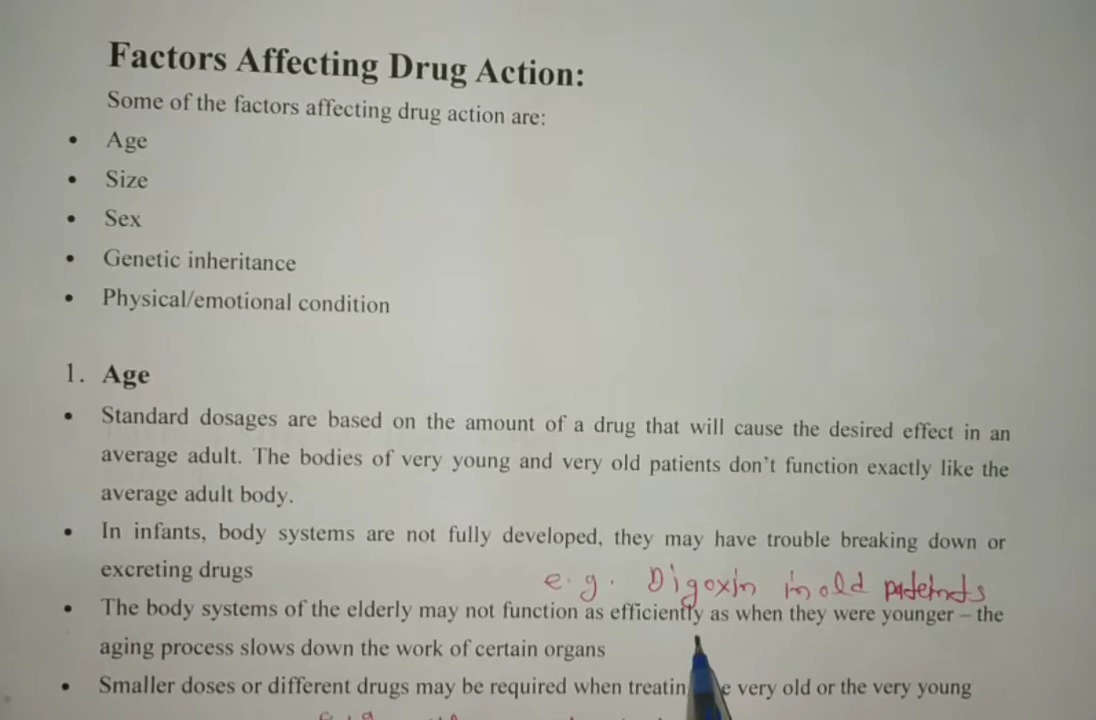 Factors Affecting Drug Action:
Some of the factors affecting drug action are:
• Age
• Size
• Sex
• Genetic inheritance
• Physical/emotional condition
1. Age
• Standard dosages are based on the amount of a drug that will cause the desired effect in an
average adult. The bodies of very young and very old patients don't function exactly like the
average adult body.
• In infants, body systems are not fully developed, they may have trouble breaking down or
excreting drugs
e.g. Digoxin in old
• The body systems of the elderly may not function as efficiently as when they were younger – the
aging process slows down the work of certain organs
• Smaller doses or different drugs may be required when treatin e very old or the very young